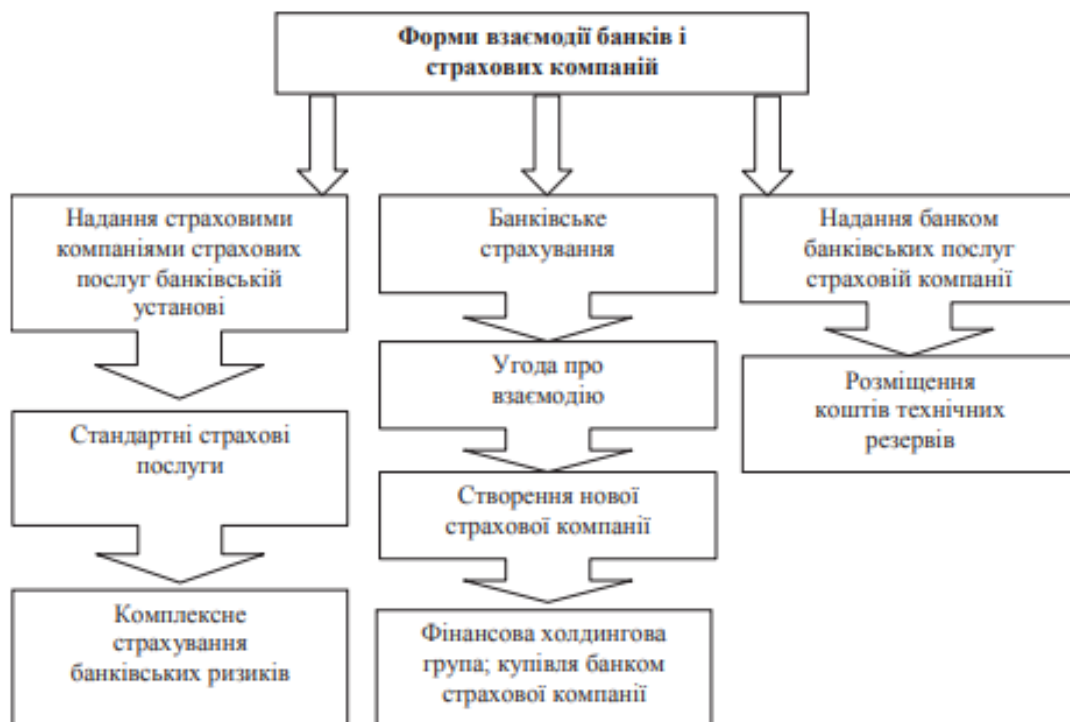 Форми взаємодії банків і
страхових компаній
Надання страховими
компаніями страхових
послуг банківській
установі
Банківське
страхування
Надання банком
банківських послуг
страховій компанії
Угода про
взаємодію
Розміщення
коштів технічних
резервів
Стандартні страхові
послуги
Створення нової
страхової компанії
Комплексне
страхування
банківських ризиків
Фінансова холдингова
група; купівля банком
страхової компанії